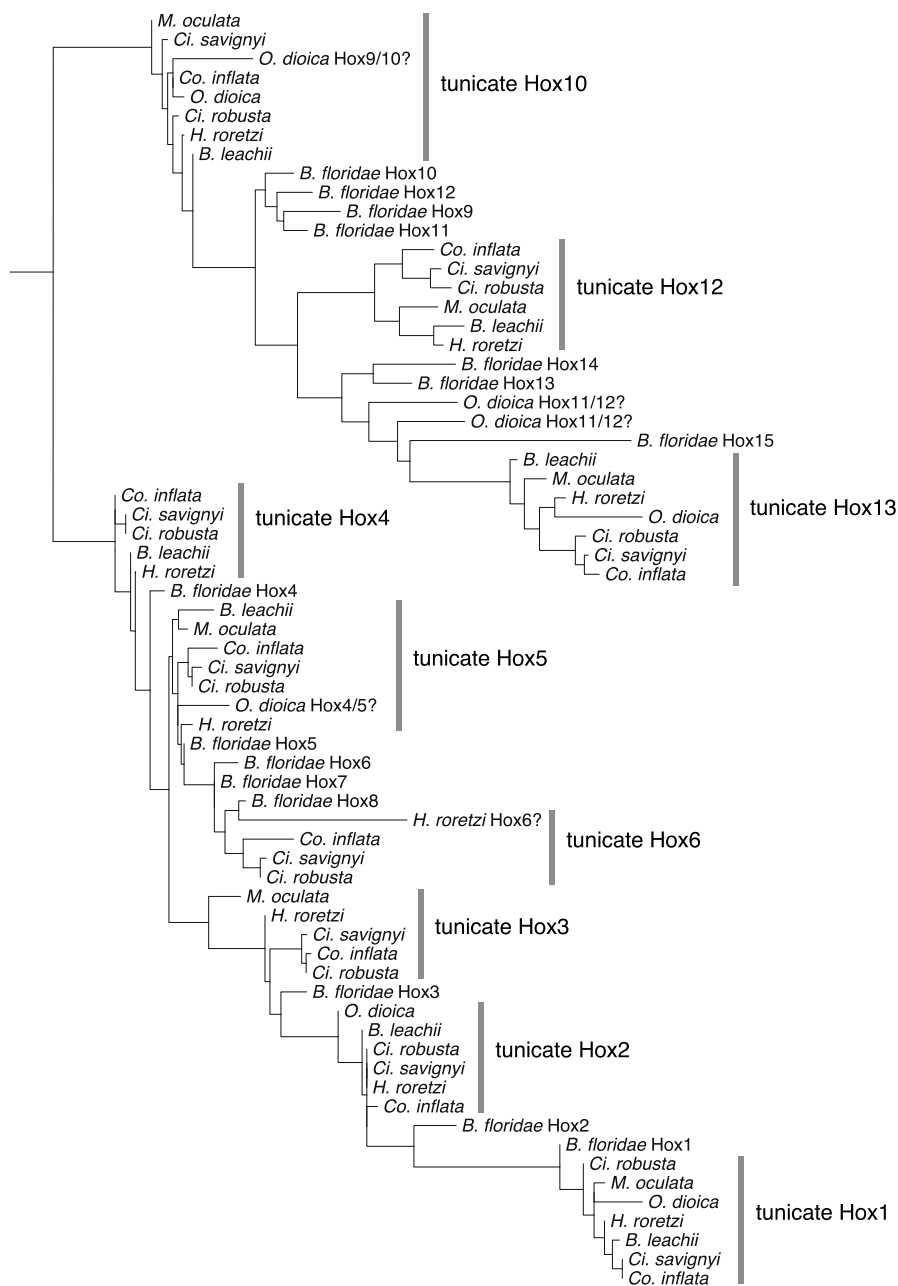 M. oculata
Ci. savignyi
O. dioica Hox9/10?
Co. inflata
tunicate Hox10
O. dioica
Ci. robusta
H. roretzi
B. leachii
B. floridae Hox10
B. floridae Hox12
B. floridae Hox9
B. floridae Hox11
Co. inflata
Ci. savignyi
Ci. robusta
tunicate Hox12
M. oculata
B. leachii
H. roretzi
B. floridae Hox14
B. floridae Hox13
O. dioica Hox11/12?
O. dioica Hox11/12?
B. floridae Hox15
B. leachii
M. oculata
H. roretzi
tunicate Hox13
O. dioica
Ci. robusta
Ci. savignyi
Co. inflata
Co. inflata
Ci. savignyi
tunicate Hox4
Ci. robusta
B. leachii
H. roretzi
B. floridae Hox4
B. leachii
M. oculata
Co. inflata
tunicate Hox5
Ci. savignyi
Ci. robusta
O. dioica Hox4/5?
H. roretzi
B. floridae Hox5
B. floridae Hox6
B. floridae Hox7
B. floridae Hox8
H. roretzi Hox6?
Co. inflata
tunicate Hox6
Ci. savignyi
Ci. robusta
M. oculata
H. roretzi
tunicate Hox3
Ci. savignyi
Co. inflata
Ci. robusta
B. floridae Hox3
O. dioica
B. leachii
Ci. robusta
tunicate Hox2
Ci. savignyi
H. roretzi
Co. inflata
B. floridae Hox2
B. floridae Hox1
Ci. robusta
M. oculata
O. dioica
tunicate Hox1
H. roretzi
B. leachii
Ci. savignyi
Co. inflata